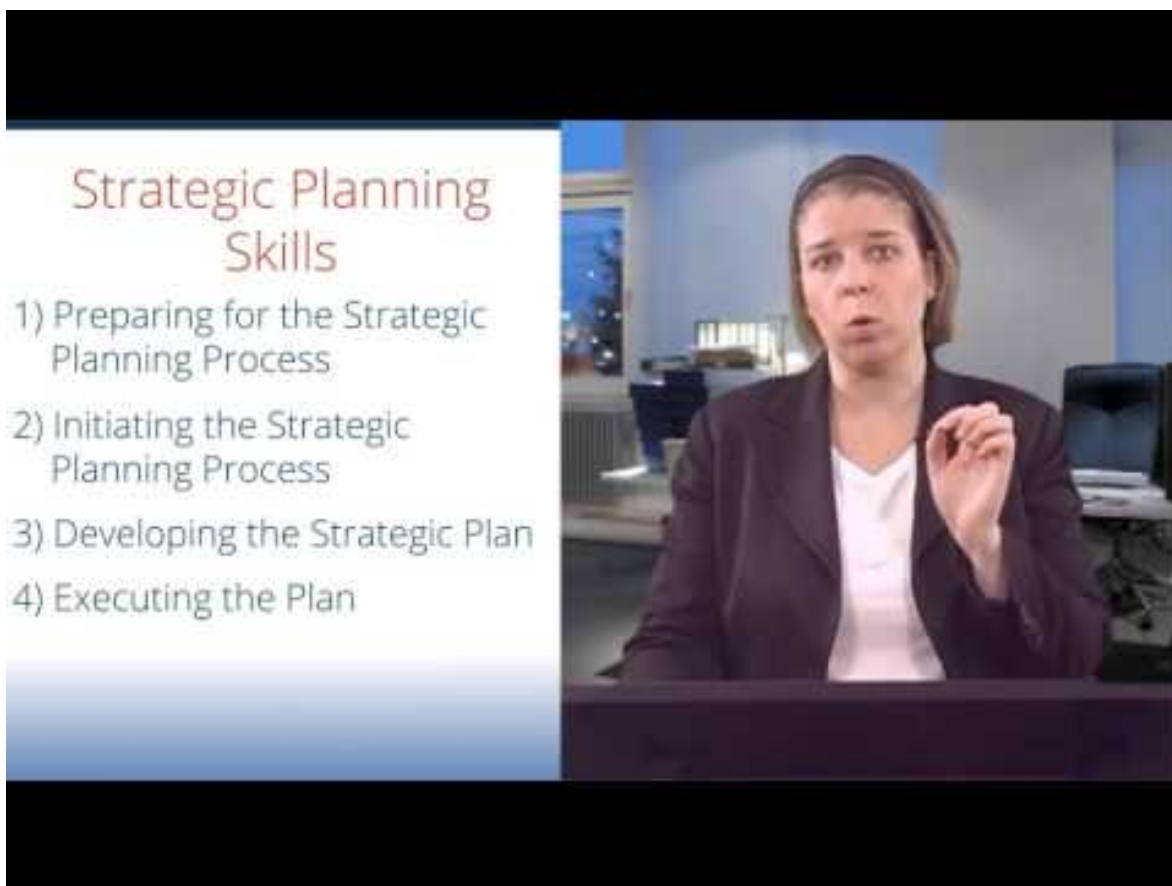 Strategic Planning
Skills
1) Preparing for the Strategic
Planning Process
2) Initiating the Strategic
Planning Process
3) Developing the Strategic Plan
4) Executing the Plan